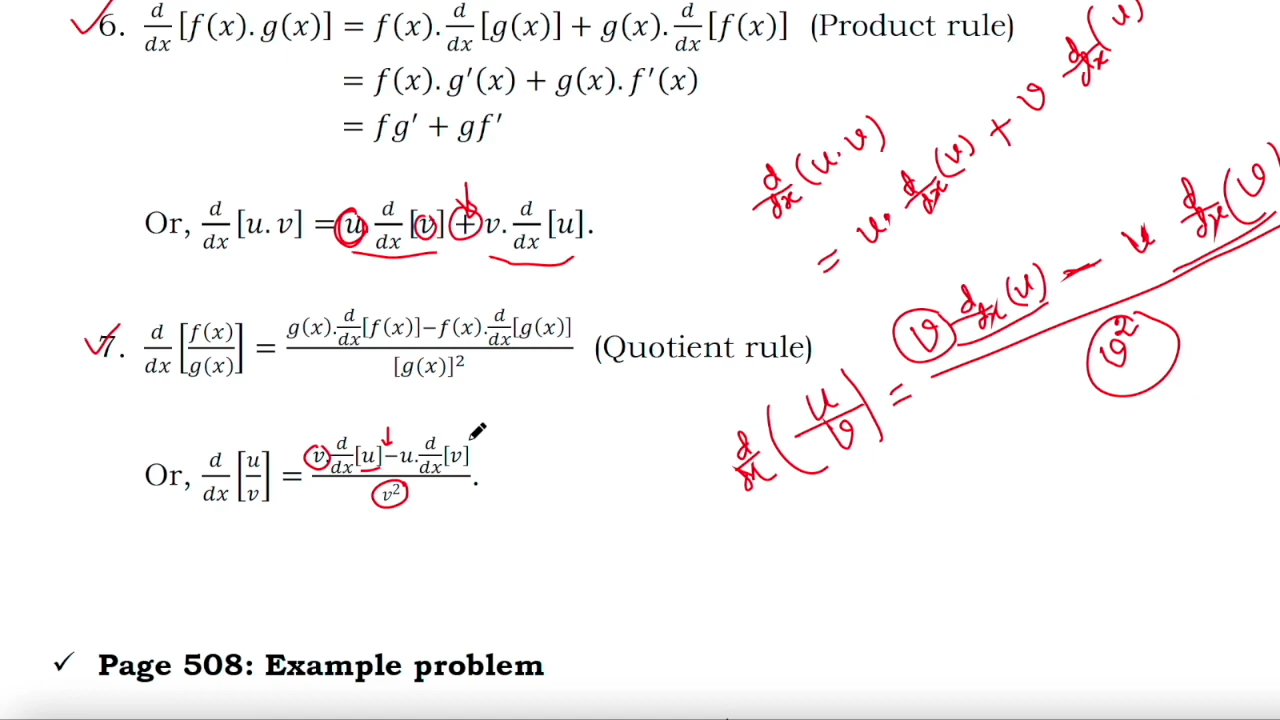 6. d/dx [f(x). g(x)] = f(x). d/dx [g(x)] + g(x). d/dx [f(x)] (Product rule)
= f(x). g′(x) + g(x). f′(x)
= fg′ + gf′
Or, d/dx [u. v] = u d/dx [v] + v. d/dx [u].
7. d/dx [f(x)/g(x)] = (g(x). d/dx [f(x)] − f(x). d/dx [g(x)]) / [g(x)]² (Quotient rule)
Or, d/dx [u/v] = (v. d/dx [u] − u. d/dx [v]) / v².
✓ Page 508: Example problem
d/dx (u.v)
= u. d/dx (v) + v d/dx (u)
d/dx (u/v) = (v d/dx (u) − u d/dx (v)) / v²